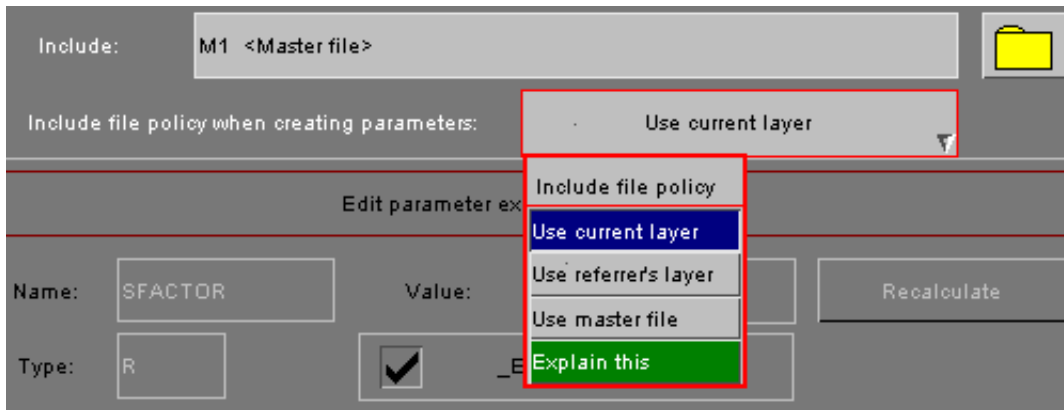 Include: M1 <Master file>
Include file policy when creating parameters: Use current layer
Include file policy
Edit parameter ex
Use current layer
Use referrer's layer
Name: SFACTOR Value: Recalculate
Use master file
Explain this
Type: R _E